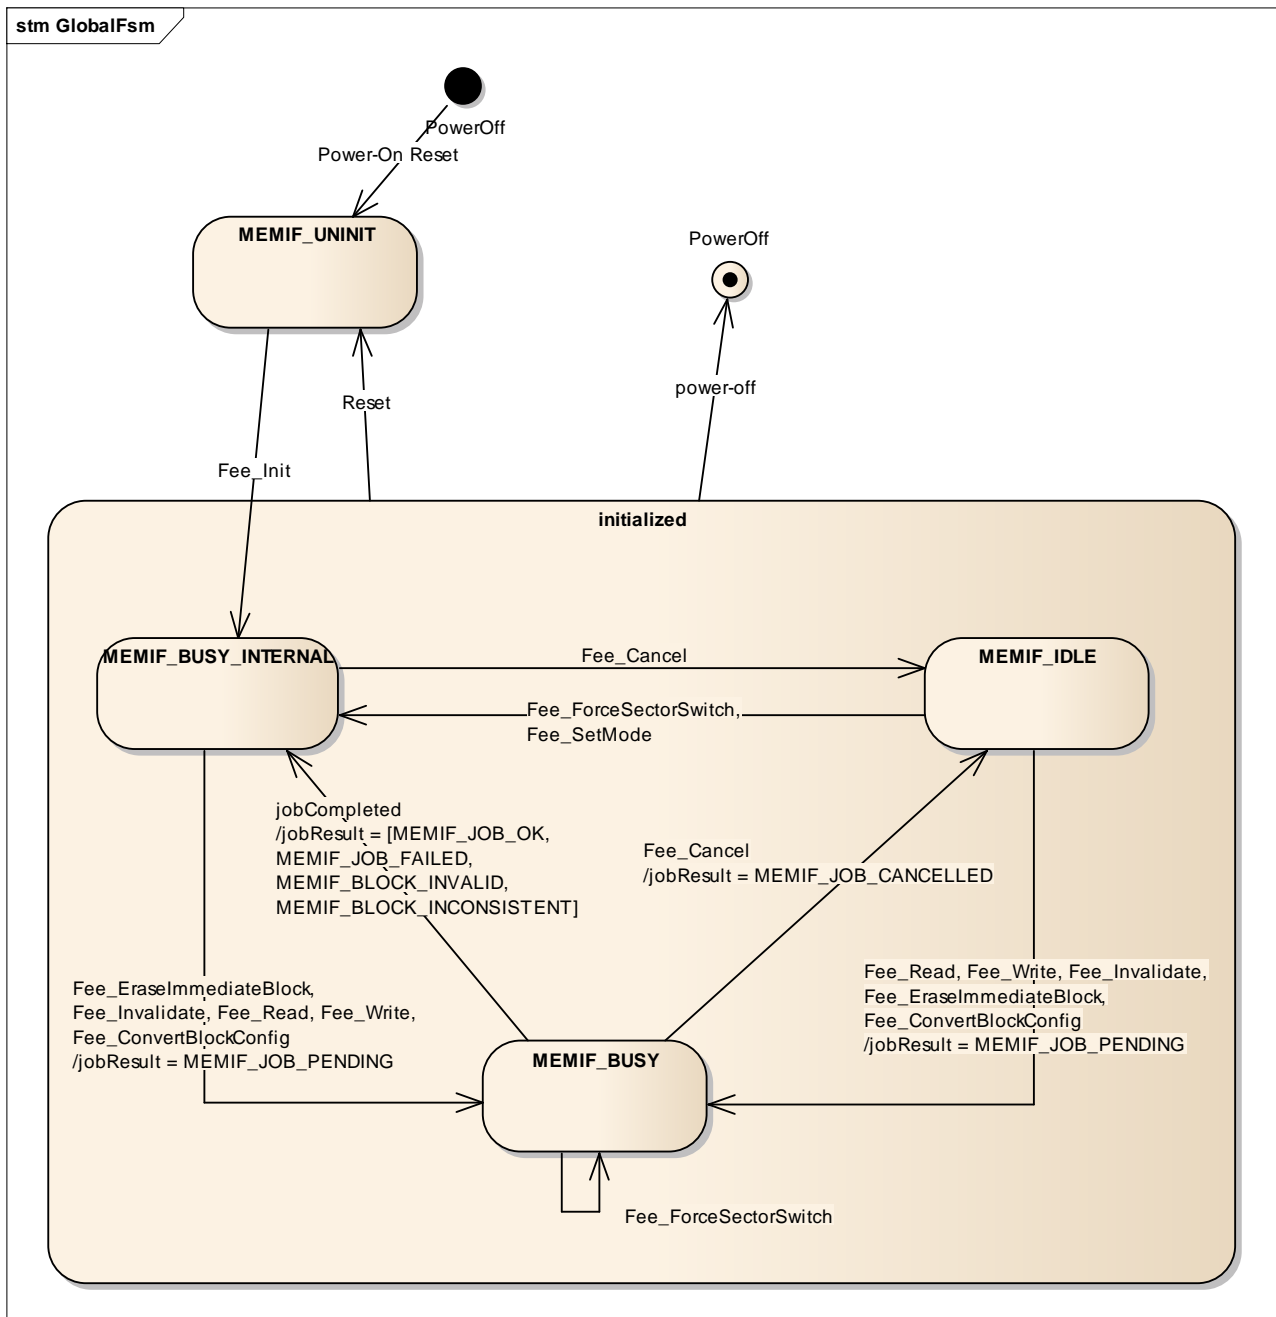 stm GlobalFsm
PowerOff
Power-On Reset
MEMIF_UNINIT
PowerOff
power-off
Reset
Fee_Init
initialized
MEMIF_BUSY_INTERNAL
Fee_Cancel
MEMIF_IDLE
Fee_ForceSectorSwitch,
Fee_SetMode
jobCompleted
/jobResult = [MEMIF_JOB_OK,
MEMIF_JOB_FAILED,
MEMIF_BLOCK_INVALID,
MEMIF_BLOCK_INCONSISTENT]
Fee_Cancel
/jobResult = MEMIF_JOB_CANCELLED
Fee_EraseImmediateBlock,
Fee_Invalidate, Fee_Read, Fee_Write,
Fee_ConvertBlockConfig
/jobResult = MEMIF_JOB_PENDING
Fee_Read, Fee_Write, Fee_Invalidate,
Fee_EraseImmediateBlock,
Fee_ConvertBlockConfig
/jobResult = MEMIF_JOB_PENDING
MEMIF_BUSY
Fee_ForceSectorSwitch